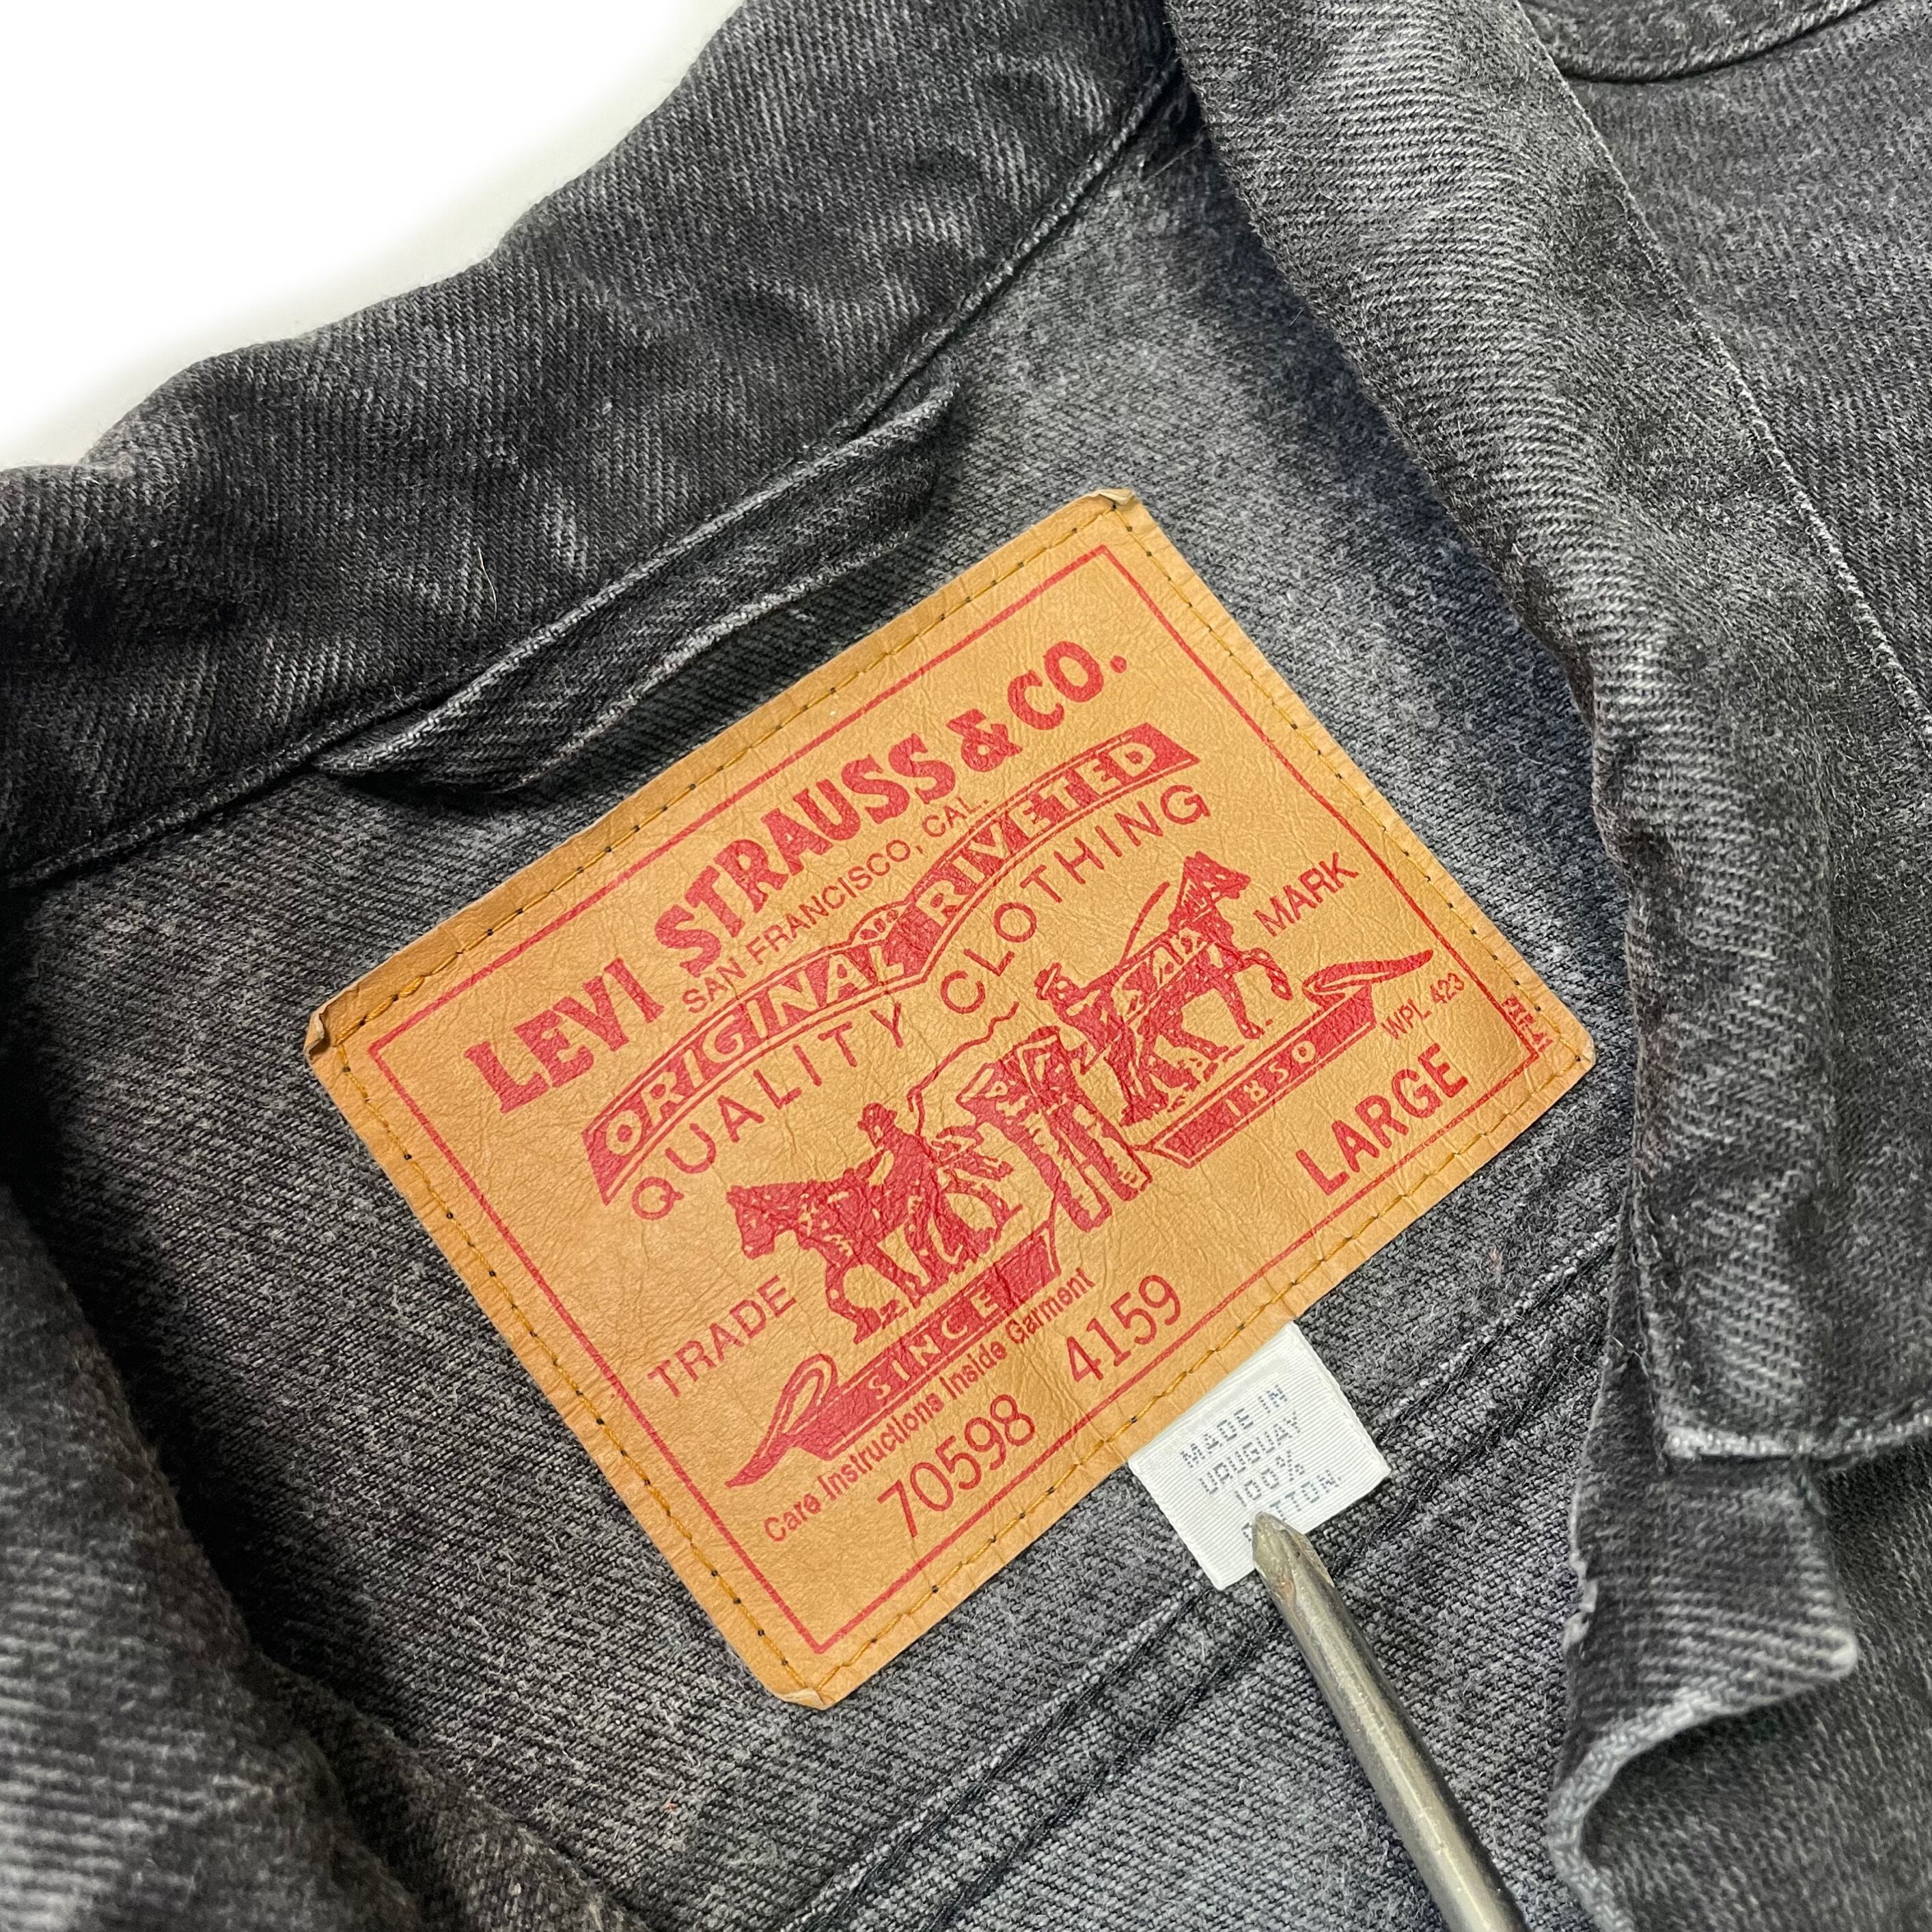 LEVI STRAUSS & CO.
SAN FRANCISCO, CAL.
ORIGINAL RIVETED
QUALITY CLOTHING
TRADE MARK
SINCE 1850
WPL 423
LARGE
Care Instructions Inside Garment
70598 4159
MADE IN
URUGUAY
100%